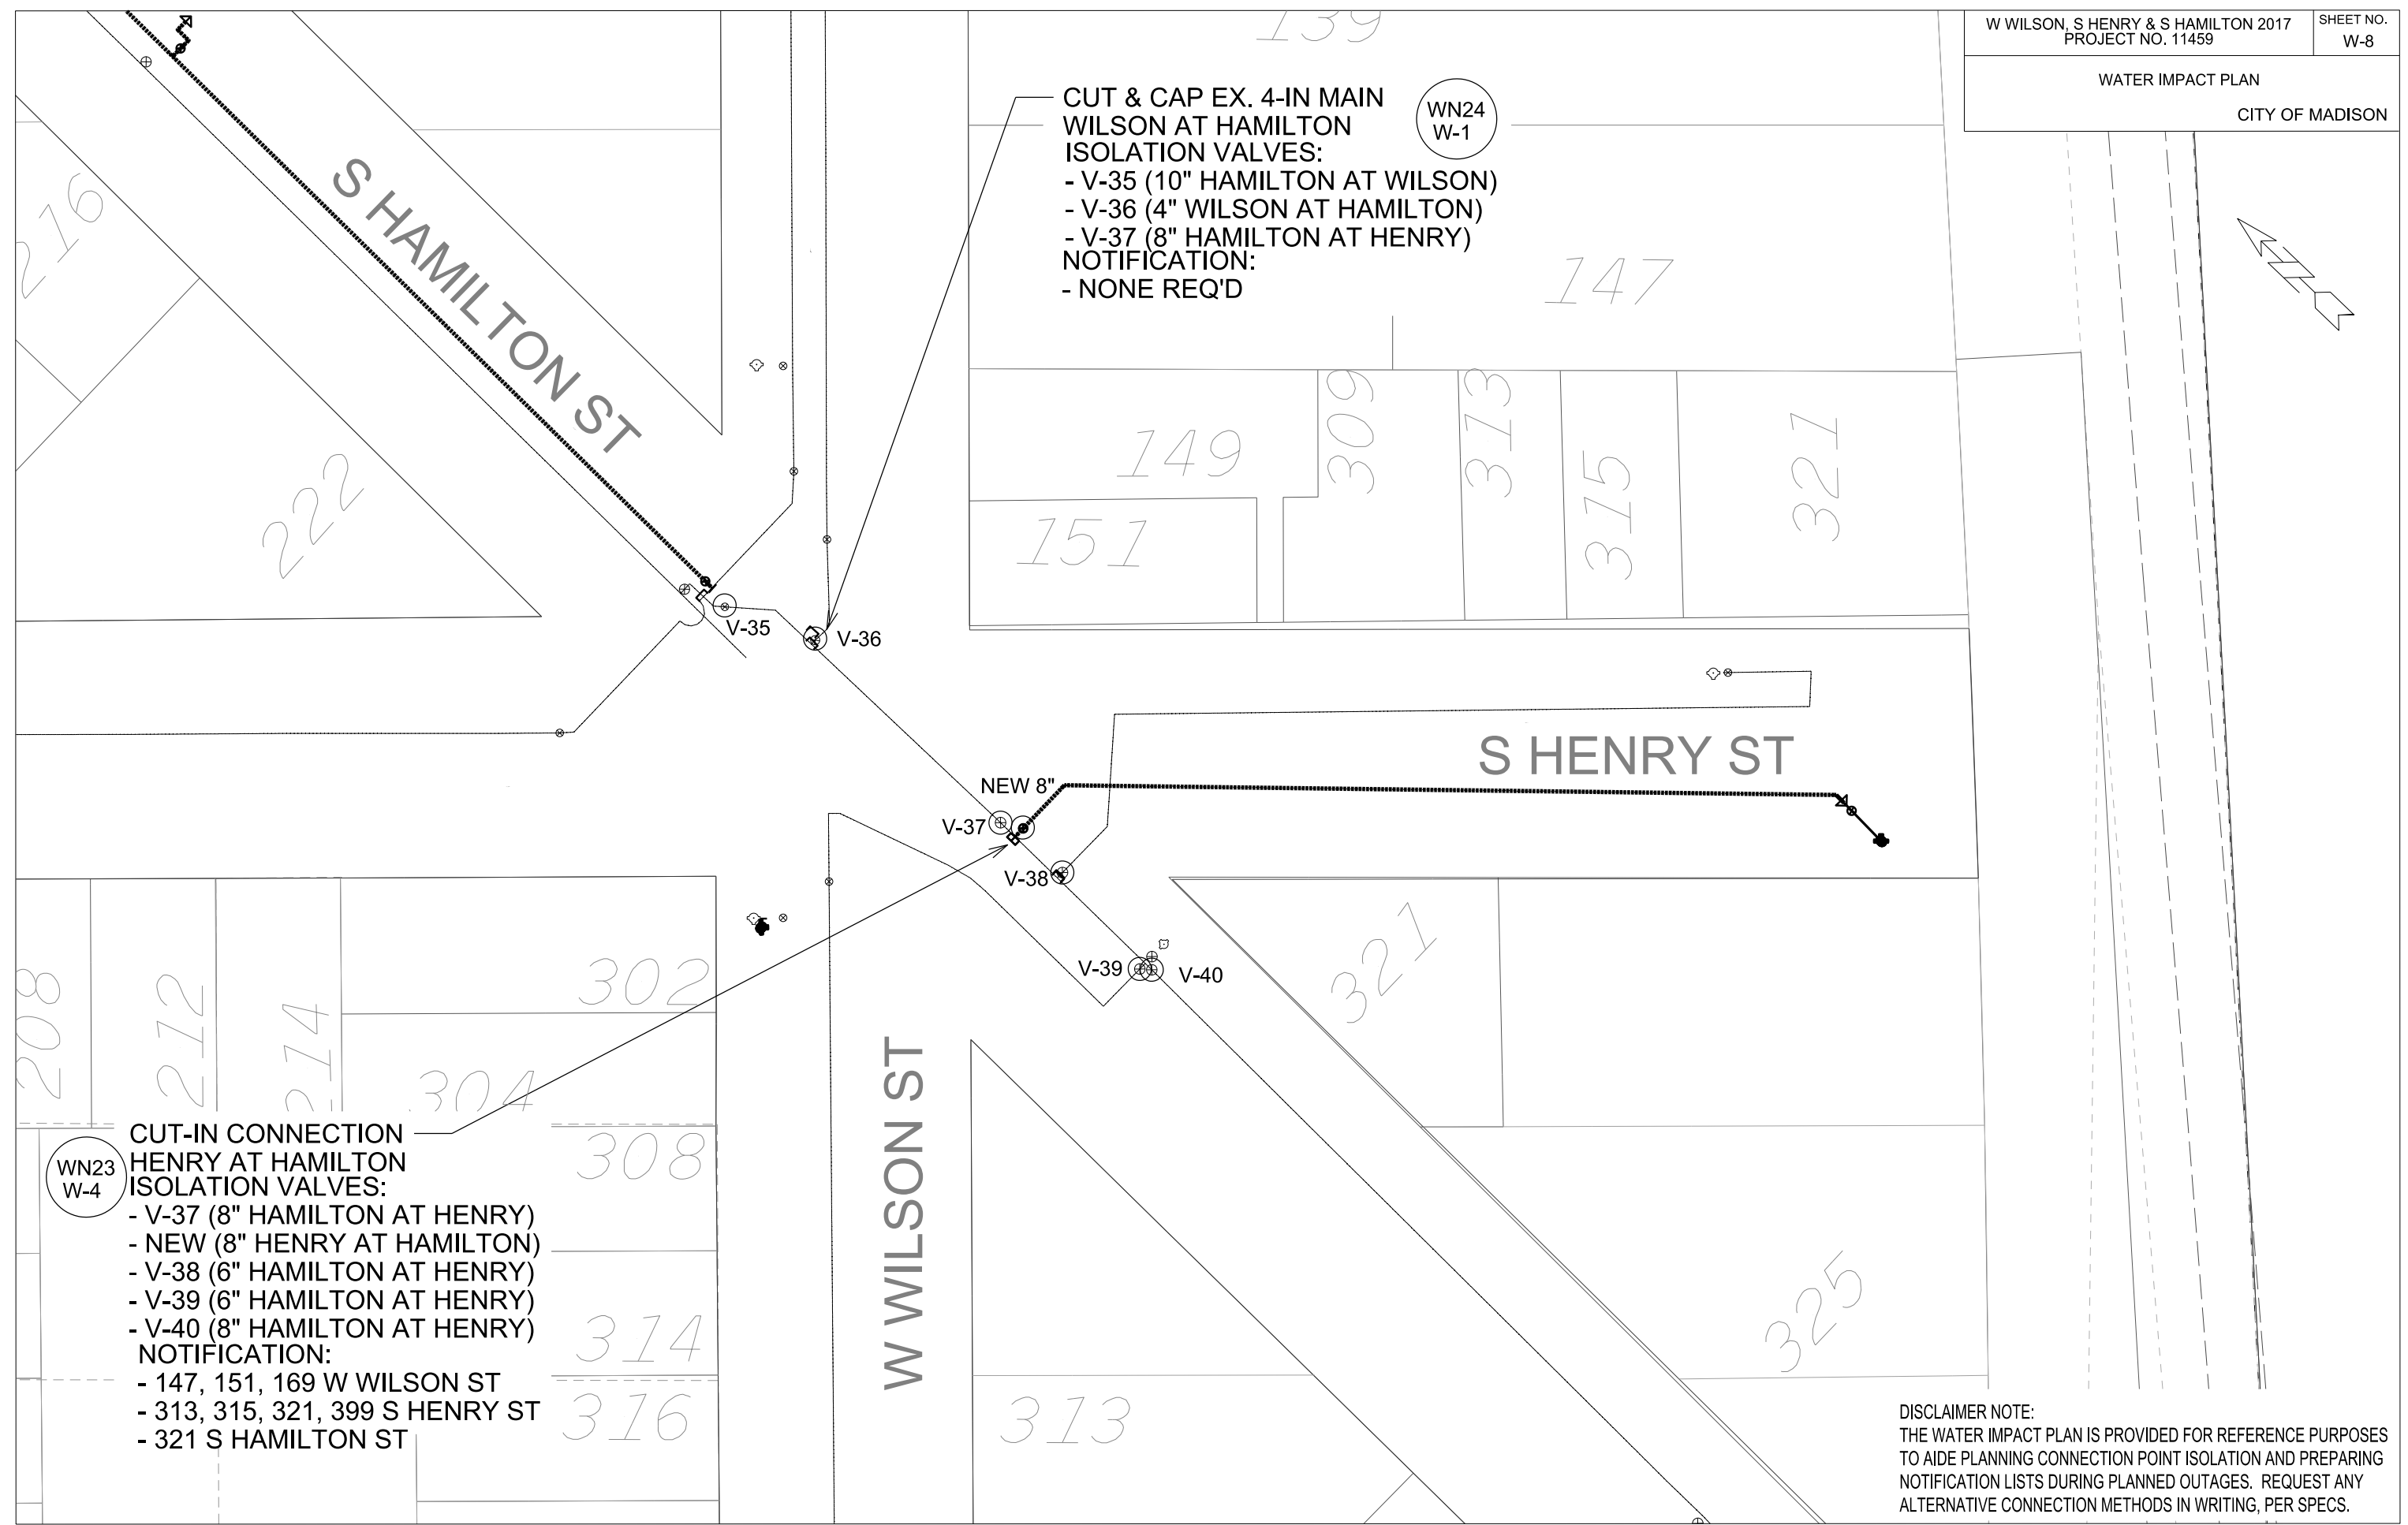 W WILSON, S HENRY & S HAMILTON 2017
PROJECT NO. 11459
SHEET NO.
W-8
WATER IMPACT PLAN
CITY OF MADISON
139
CUT & CAP EX. 4-IN MAIN
WILSON AT HAMILTON
ISOLATION VALVES:
- V-35 (10" HAMILTON AT WILSON)
- V-36 (4" WILSON AT HAMILTON)
- V-37 (8" HAMILTON AT HENRY)
NOTIFICATION:
- NONE REQ'D
WN24
W-1
216
S HAMILTON ST
147
222
149
309
313
315
321
151
V-35
V-36
S HENRY ST
NEW 8"
V-37
V-38
V-39
V-40
208
212
214
302
304
308
314
316
321
325
313
W WILSON ST
WN23
W-4
CUT-IN CONNECTION
HENRY AT HAMILTON
ISOLATION VALVES:
- V-37 (8" HAMILTON AT HENRY)
- NEW (8" HENRY AT HAMILTON)
- V-38 (6" HAMILTON AT HENRY)
- V-39 (6" HAMILTON AT HENRY)
- V-40 (8" HAMILTON AT HENRY)
NOTIFICATION:
- 147, 151, 169 W WILSON ST
- 313, 315, 321, 399 S HENRY ST
- 321 S HAMILTON ST
DISCLAIMER NOTE:
THE WATER IMPACT PLAN IS PROVIDED FOR REFERENCE PURPOSES
TO AIDE PLANNING CONNECTION POINT ISOLATION AND PREPARING
NOTIFICATION LISTS DURING PLANNED OUTAGES.  REQUEST ANY
ALTERNATIVE CONNECTION METHODS IN WRITING, PER SPECS.